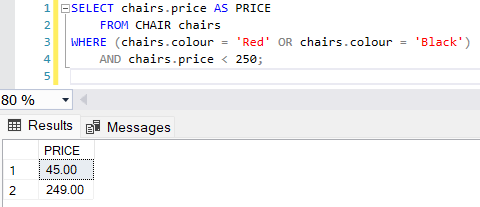 1 SELECT chairs.price AS PRICE
2 FROM CHAIR chairs
3 WHERE (chairs.colour = 'Red' OR chairs.colour = 'Black')
4 AND chairs.price < 250;
5
80 %
Results Messages
PRICE
1 45.00
2 249.00